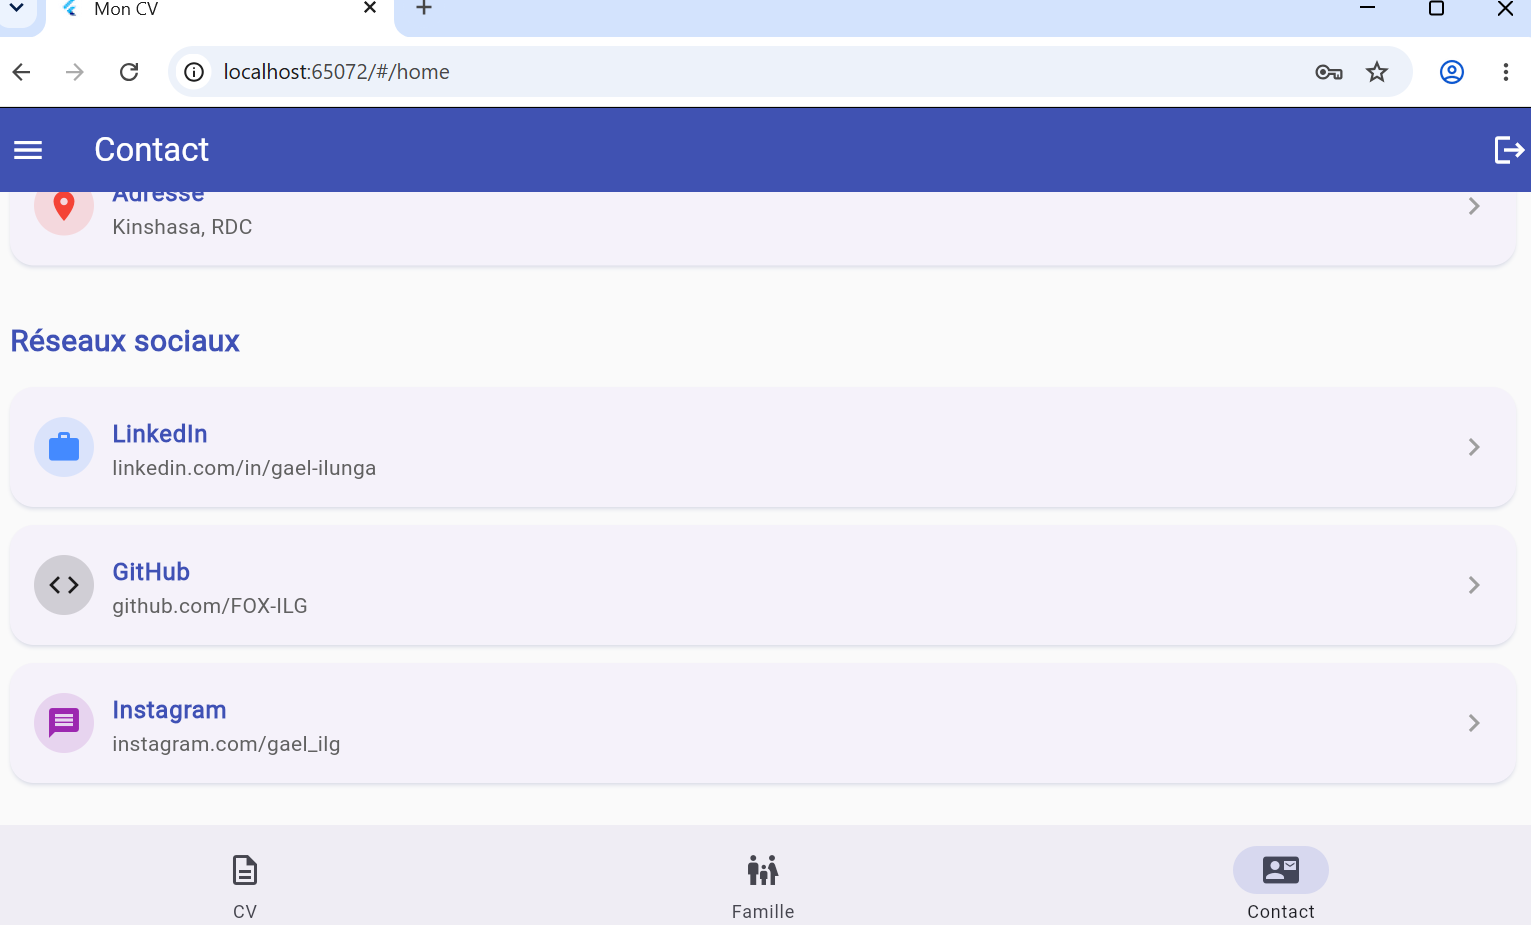 Mon CV
localhost:65072/#/home
Contact
Adresse
Kinshasa, RDC
Réseaux sociaux
LinkedIn
linkedin.com/in/gael-ilunga
GitHub
github.com/FOX-ILG
Instagram
instagram.com/gael_ilg
CV
Famille
Contact